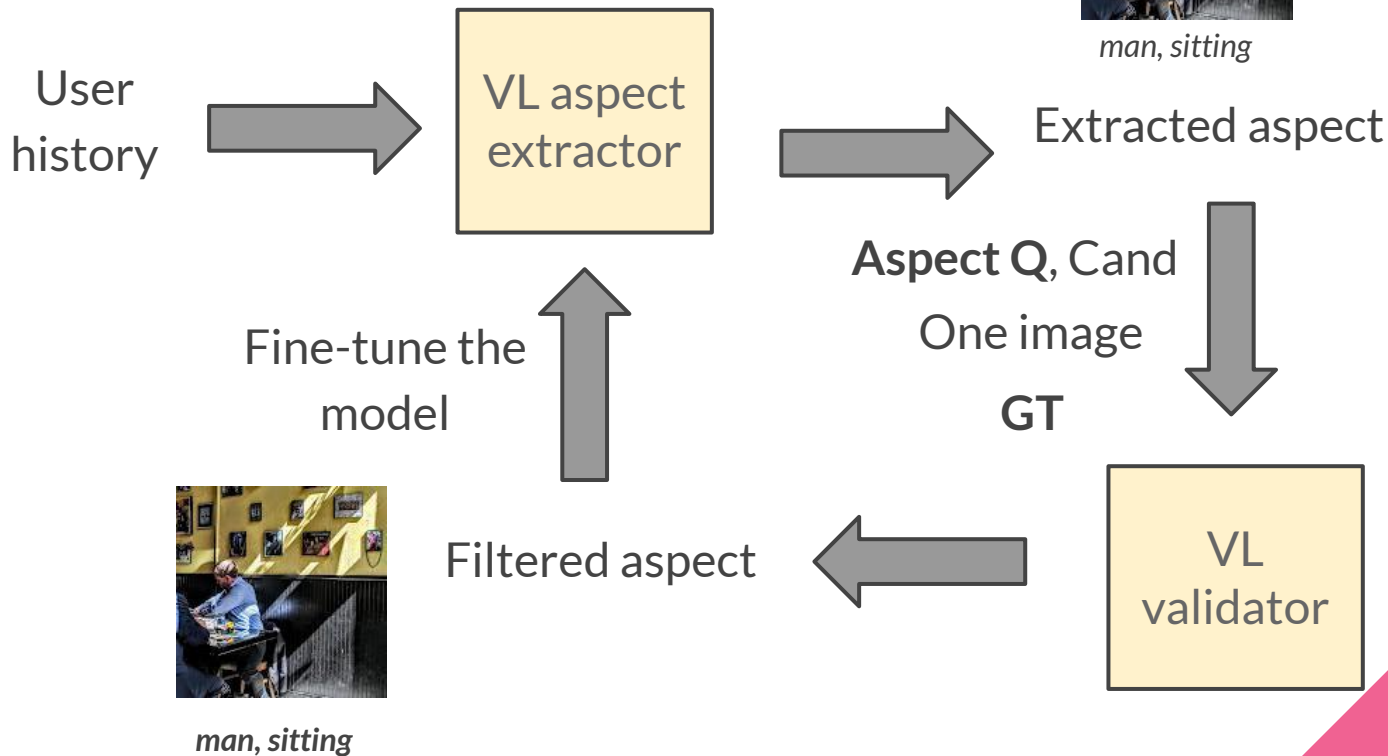 man, sitting
User
history
VL aspect
extractor
Extracted aspect
Aspect Q, Cand
One image
GT
Fine-tune the
model
Filtered aspect
VL
validator
man, sitting